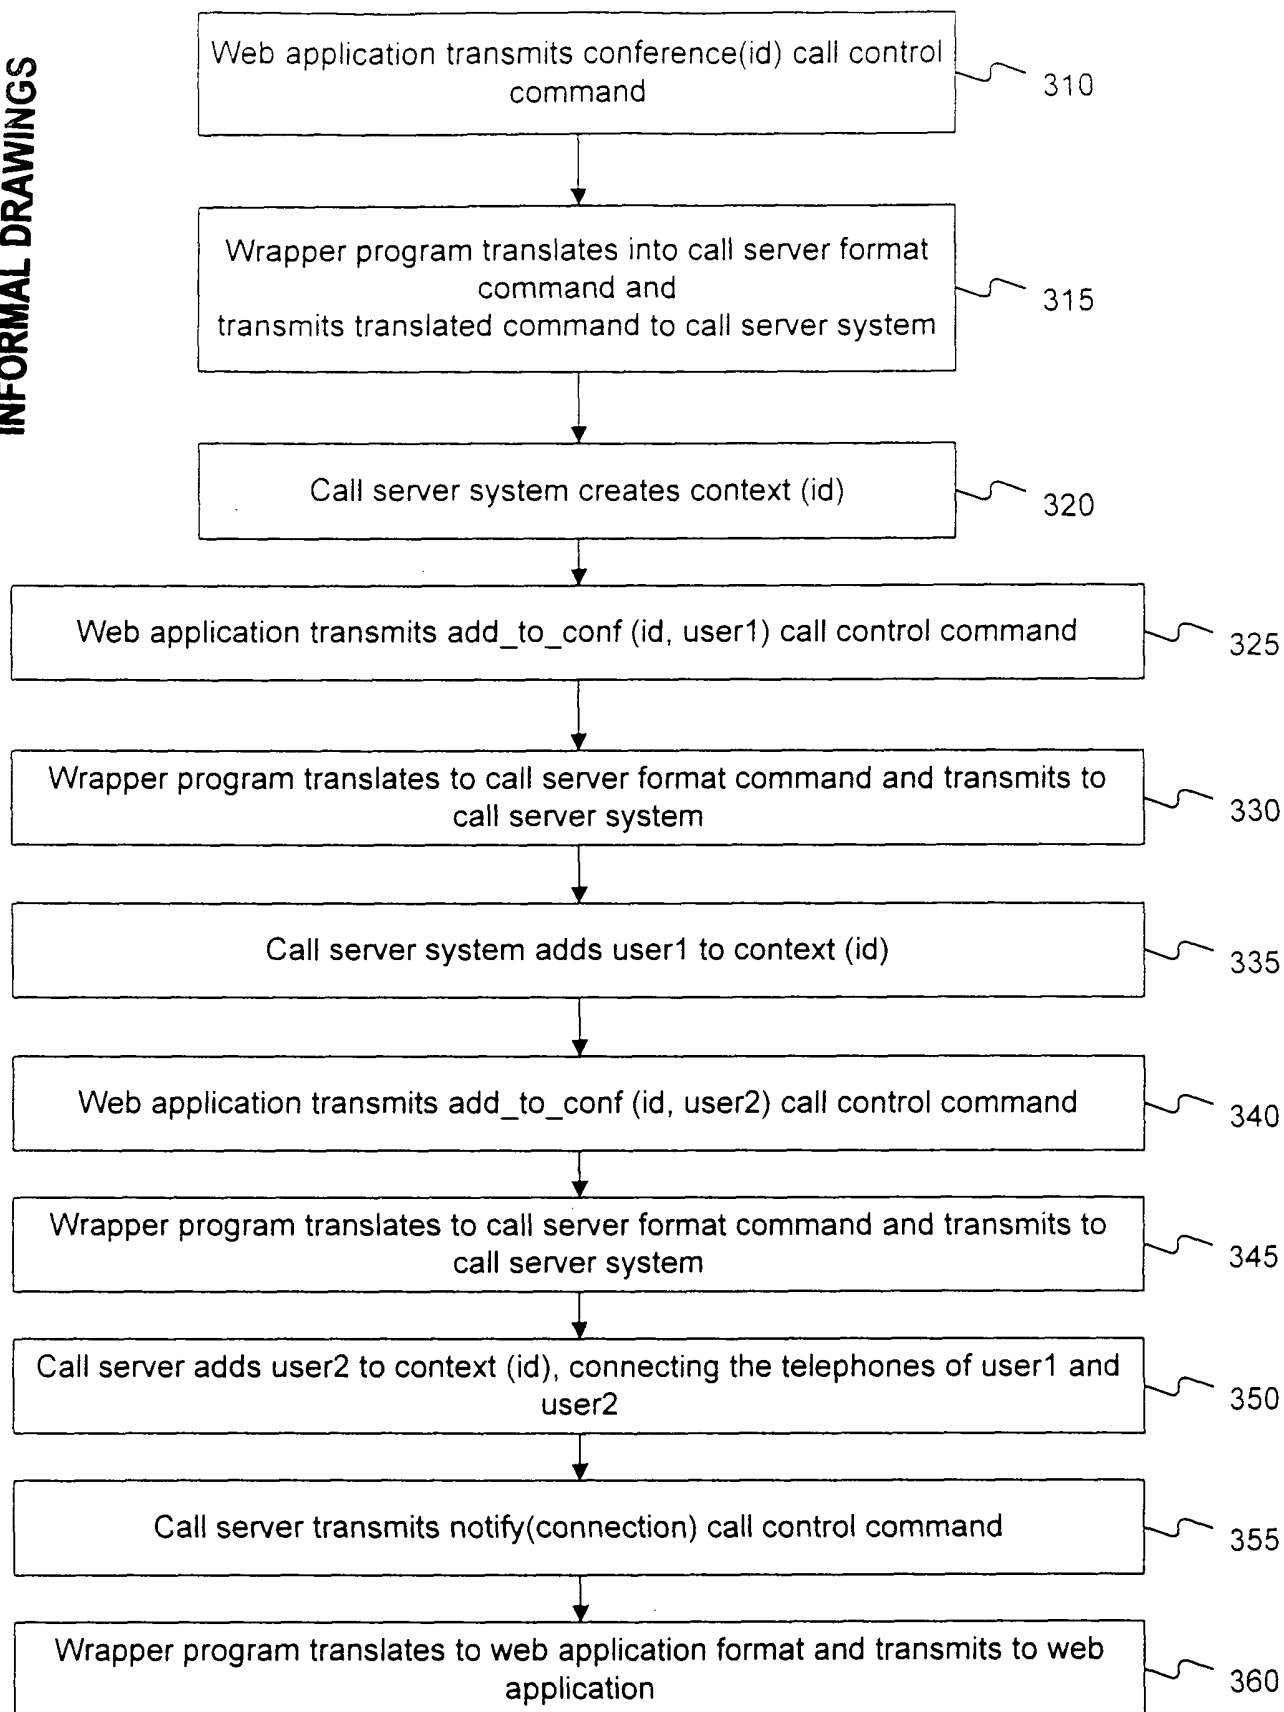 INFORMAL DRAWINGS
Web application transmits conference(id) call control
command
310
Wrapper program translates into call server format
command and
transmits translated command to call server system
315
Call server system creates context (id)
320
Web application transmits add_to_conf (id, user1) call control command
325
Wrapper program translates to call server format command and transmits to
call server system
330
Call server system adds user1 to context (id)
335
Web application transmits add_to_conf (id, user2) call control command
340
Wrapper program translates to call server format command and transmits to
call server system
345
Call server adds user2 to context (id), connecting the telephones of user1 and
user2
350
Call server transmits notify(connection) call control command
355
Wrapper program translates to web application format and transmits to web
application
360